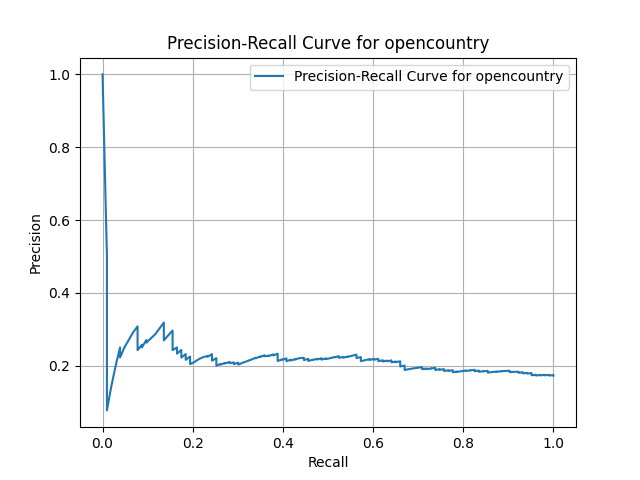 Precision-Recall Curve for opencountry
Precision-Recall Curve for opencountry
1.0
0.8
0.6
0.4
0.2
Precision
0.0 0.2 0.4 0.6 0.8 1.0
Recall